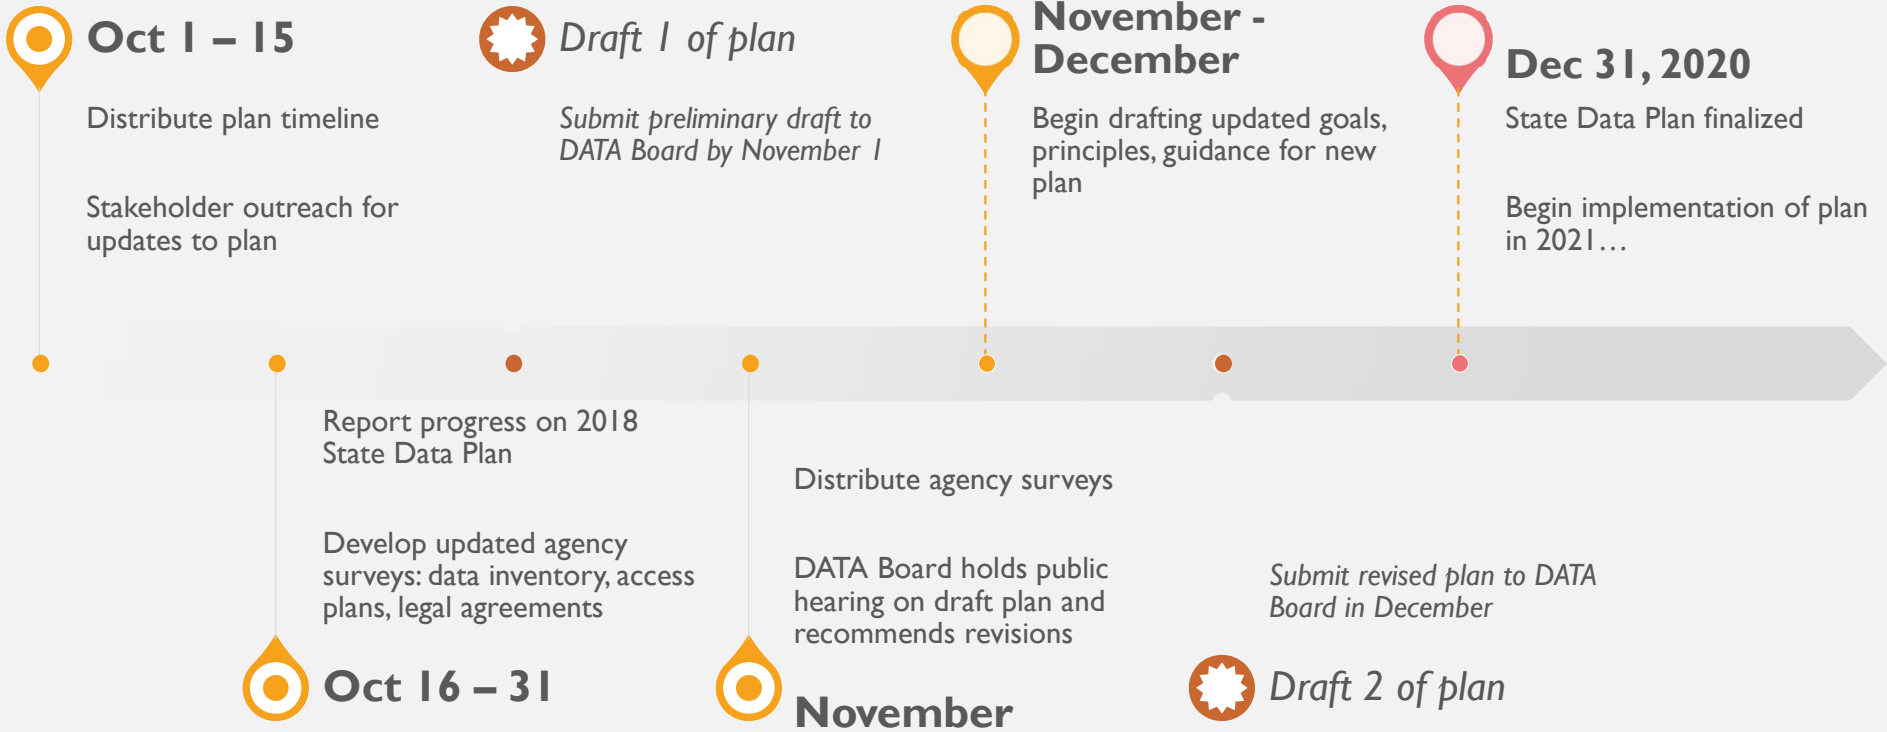 Oct 1 – 15
Distribute plan timeline
Stakeholder outreach for
updates to plan
Draft 1 of plan
Submit preliminary draft to
DATA Board by November 1
November -
December
Begin drafting updated goals,
principles, guidance for new
plan
Dec 31, 2020
State Data Plan finalized
Begin implementation of plan
in 2021…
Report progress on 2018
State Data Plan
Develop updated agency
surveys: data inventory, access
plans, legal agreements
Oct 16 – 31
Distribute agency surveys
DATA Board holds public
hearing on draft plan and
recommends revisions
November
Submit revised plan to DATA
Board in December
Draft 2 of plan